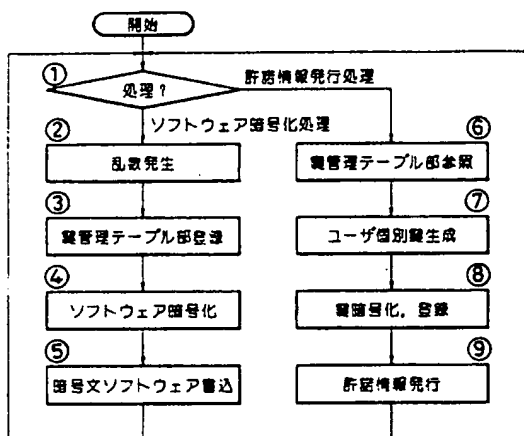 開始
①
処理?
許諾情報発行処理
ソフトウェア暗号化処理
②
乱数発生
③
鍵管理テーブル部登録
④
ソフトウェア暗号化
⑤
暗号文ソフトウェア書込
⑥
鍵管理テーブル部参照
⑦
ユーザ個別鍵生成
⑧
鍵暗号化,登録
⑨
許諾情報発行